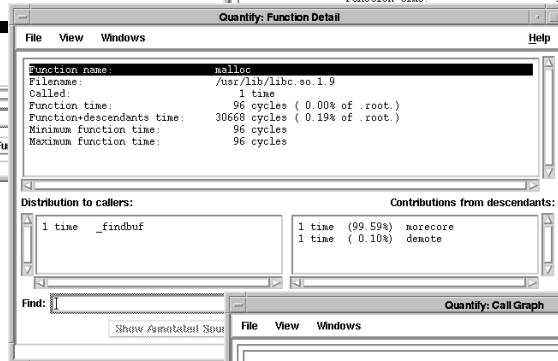 Quantify: Function Detail
File View Windows Help
Function name: malloc
Filename: /usr/lib/libc.so.1.9
Called: 1 time
Function time: 96 cycles ( 0.00% of .root.)
Function+descendants time: 30668 cycles ( 0.19% of .root.)
Minimum function time: 96 cycles
Maximum function time: 96 cycles
Distribution to callers: Contributions from descendants:
1 time _findbuf
1 time (99.59%) morecore
1 time ( 0.10%) demote
Find:
Show Annotated Sou
Quantify: Call Graph
File View Windows